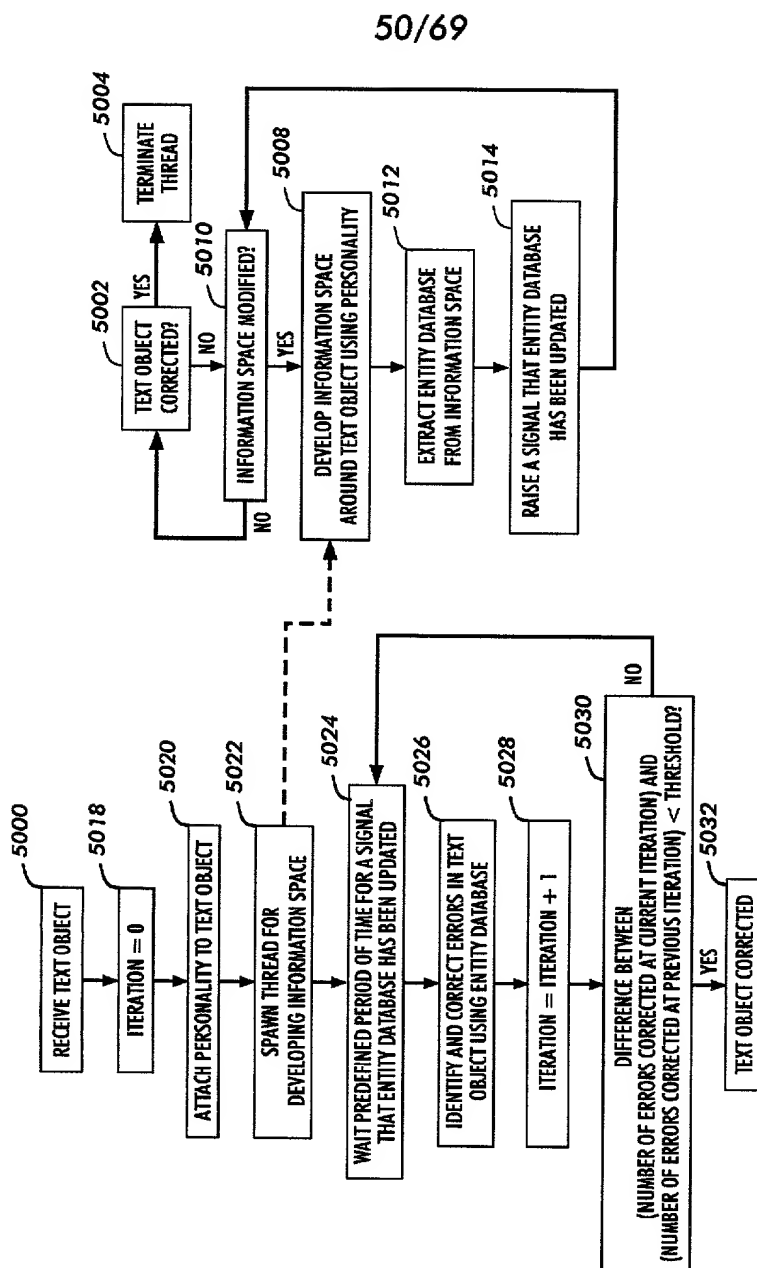 50/69
5000
RECEIVE TEXT OBJECT
5018
ITERATION = 0
5020
ATTACH PERSONALITY TO TEXT OBJECT
5022
SPAWN THREAD FOR
DEVELOPING INFORMATION SPACE
5024
WAIT PREDEFINED PERIOD OF TIME FOR A SIGNAL
THAT ENTITY DATABASE HAS BEEN UPDATED
5026
IDENTIFY AND CORRECT ERRORS IN TEXT
OBJECT USING ENTITY DATABASE
5028
ITERATION = ITERATION + 1
5030
DIFFERENCE BETWEEN
(NUMBER OF ERRORS CORRECTED AT CURRENT ITERATION) AND
(NUMBER OF ERRORS CORRECTED AT PREVIOUS ITERATION) < THRESHOLD?
NO
YES
5032
TEXT OBJECT CORRECTED
5002
TEXT OBJECT
CORRECTED?
YES
5004
TERMINATE
THREAD
NO
5010
INFORMATION SPACE MODIFIED?
NO
YES
5008
DEVELOP INFORMATION SPACE
AROUND TEXT OBJECT USING PERSONALITY
5012
EXTRACT ENTITY DATABASE
FROM INFORMATION SPACE
5014
RAISE A SIGNAL THAT ENTITY DATABASE
HAS BEEN UPDATED